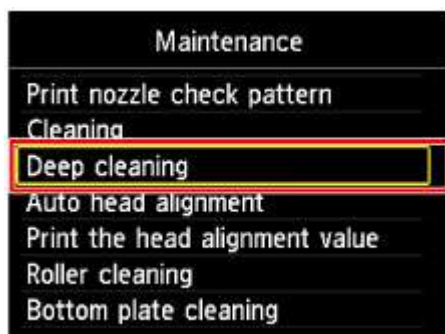 Maintenance
Print nozzle check pattern
Cleaning
Deep cleaning
Auto head alignment
Print the head alignment value
Roller cleaning
Bottom plate cleaning